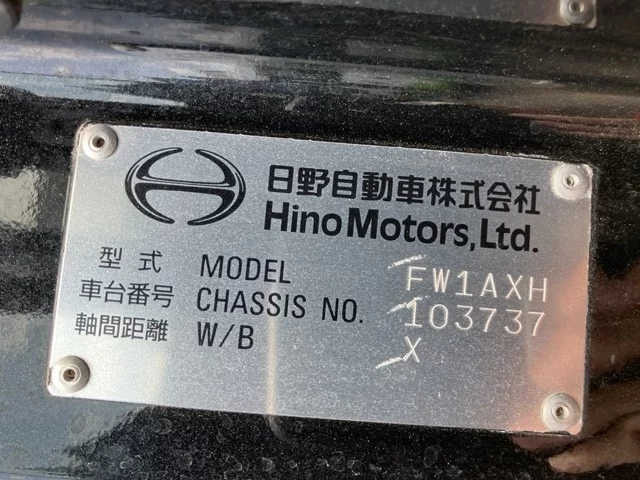 日野自動車株式会社
Hino Motors, Ltd.
型式 MODEL FW1AXH
車台番号 CHASSIS NO. 103737
軸間距離 W/B X